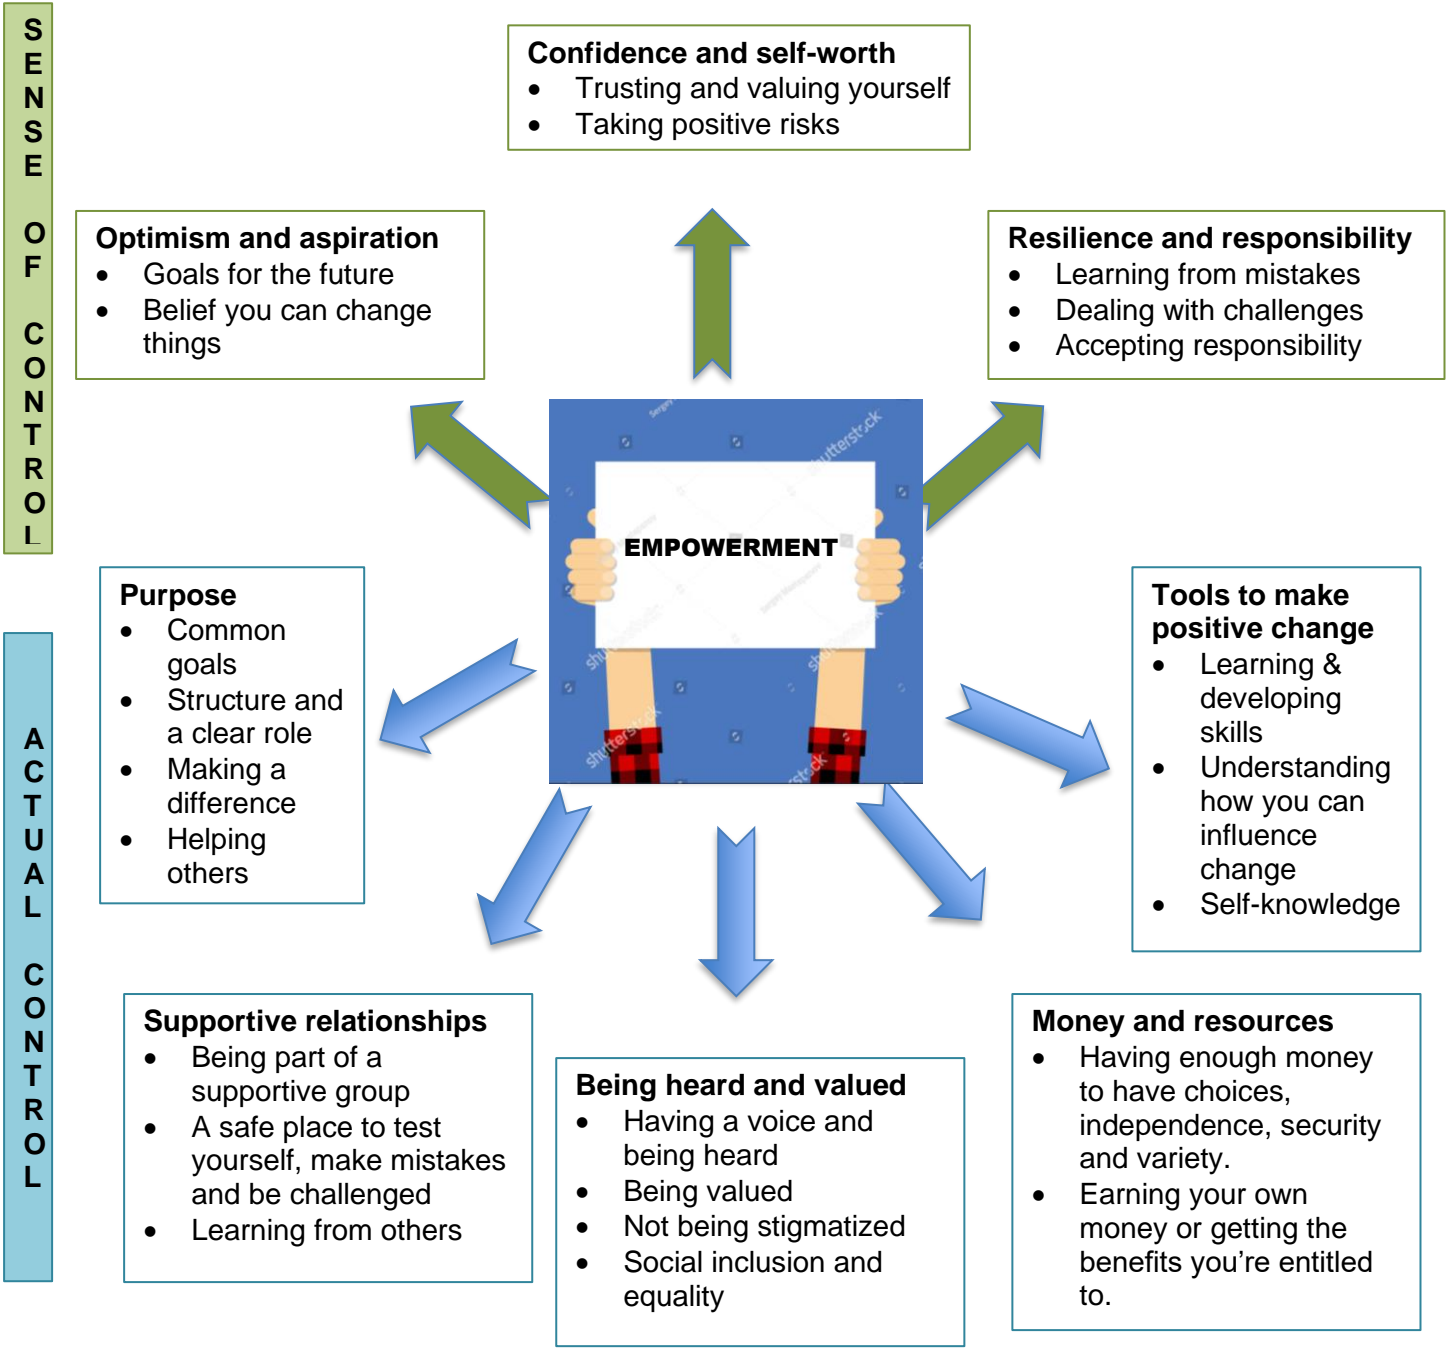 SENSE OF CONTROL
Confidence and self-worth
• Trusting and valuing yourself
• Taking positive risks
Optimism and aspiration
• Goals for the future
• Belief you can change
things
Resilience and responsibility
• Learning from mistakes
• Dealing with challenges
• Accepting responsibility
shutterstock
EMPOWERMENT
shutterstock
ACTUAL CONTROL
Purpose
• Common
goals
• Structure and
a clear role
• Making a
difference
• Helping
others
Tools to make
positive change
• Learning &
developing
skills
• Understanding
how you can
influence
change
• Self-knowledge
Supportive relationships
• Being part of a
supportive group
• A safe place to test
yourself, make mistakes
and be challenged
• Learning from others
Being heard and valued
• Having a voice and
being heard
• Being valued
• Not being stigmatized
• Social inclusion and
equality
Money and resources
• Having enough money
to have choices,
independence, security
and variety.
• Earning your own
money or getting the
benefits you’re entitled
to.